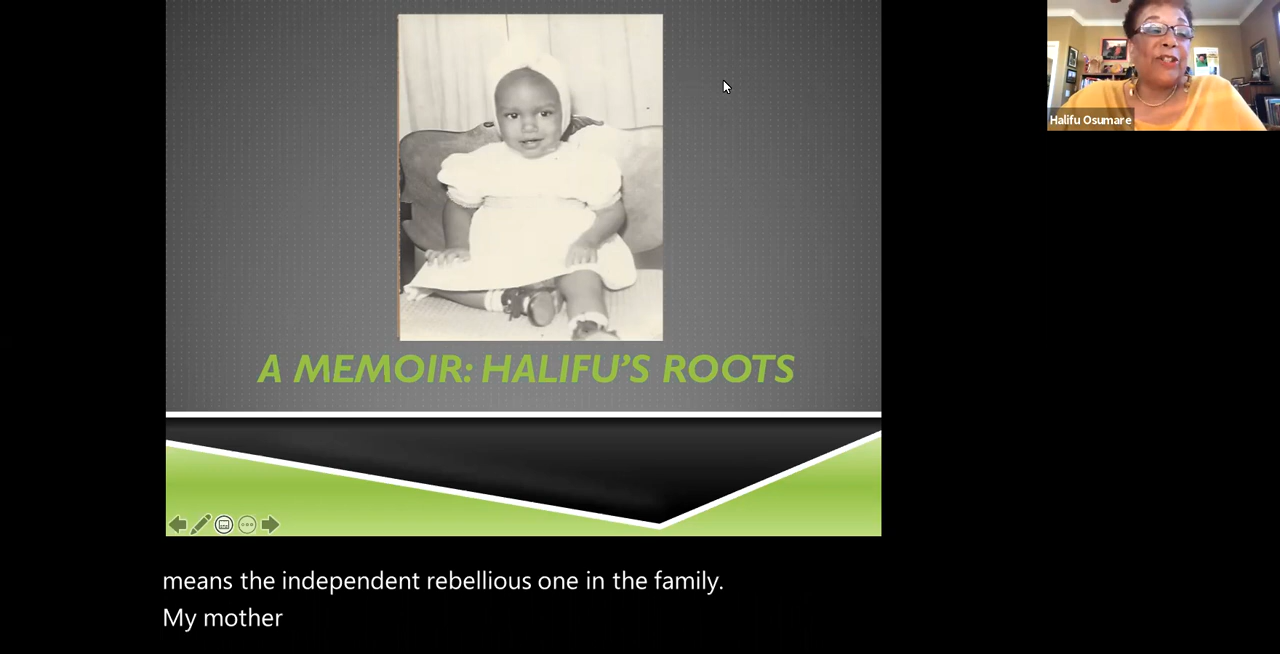 Halifu Osumare
A MEMOIR: HALIFU'S ROOTS
means the independent rebellious one in the family.
My mother